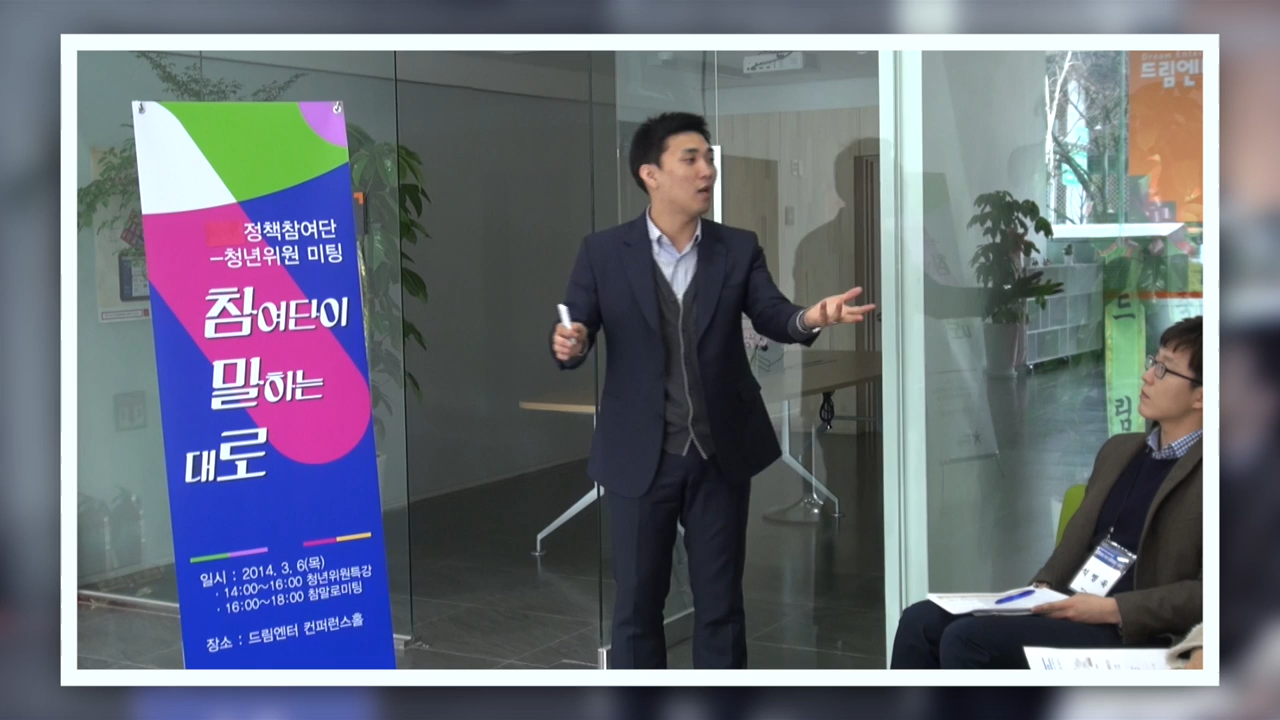 정책참여단
-청년위원 미팅
참여단이
말하는
대로
일시 : 2014. 3. 6(목)
· 14:00~16:00 청년위원특강
· 16:00~18:00 참말로미팅
장소 : 드림엔터 컨퍼런스홀
드림엔
드
림